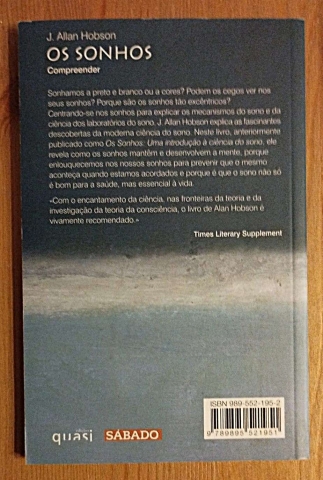 J. Allan Hobson
OS SONHOS
Compreender
Sonhamos a preto e branco ou a cores? Podem os cegos ver nos
seus sonhos? Porque são os sonhos tão excêntricos?
Centrando-se nos sonhos para explicar os mecanismos do sono e da
ciência dos laboratórios do sono, J. Allan Hobson explica as fascinantes
descobertas da moderna ciência do sono. Neste livro, anteriormente
publicado como Os Sonhos: Uma introdução à ciência do sono, ele
revela como os sonhos mantêm e desenvolvem a mente, porque
enlouquecemos nos nossos sonhos para prevenir que o mesmo
aconteça quando estamos acordados e porque é que o sono não só
é bom para a saúde, mas essencial à vida.
«Com o encantamento da ciência, nas fronteiras da teoria e da
investigação da teoria da consciência, o livro de Alan Hobson é
vivamente recomendado.»
Times Literary Supplement
ISBN 989-552-195-2
9 789895 521951
quasi
SÁBADO